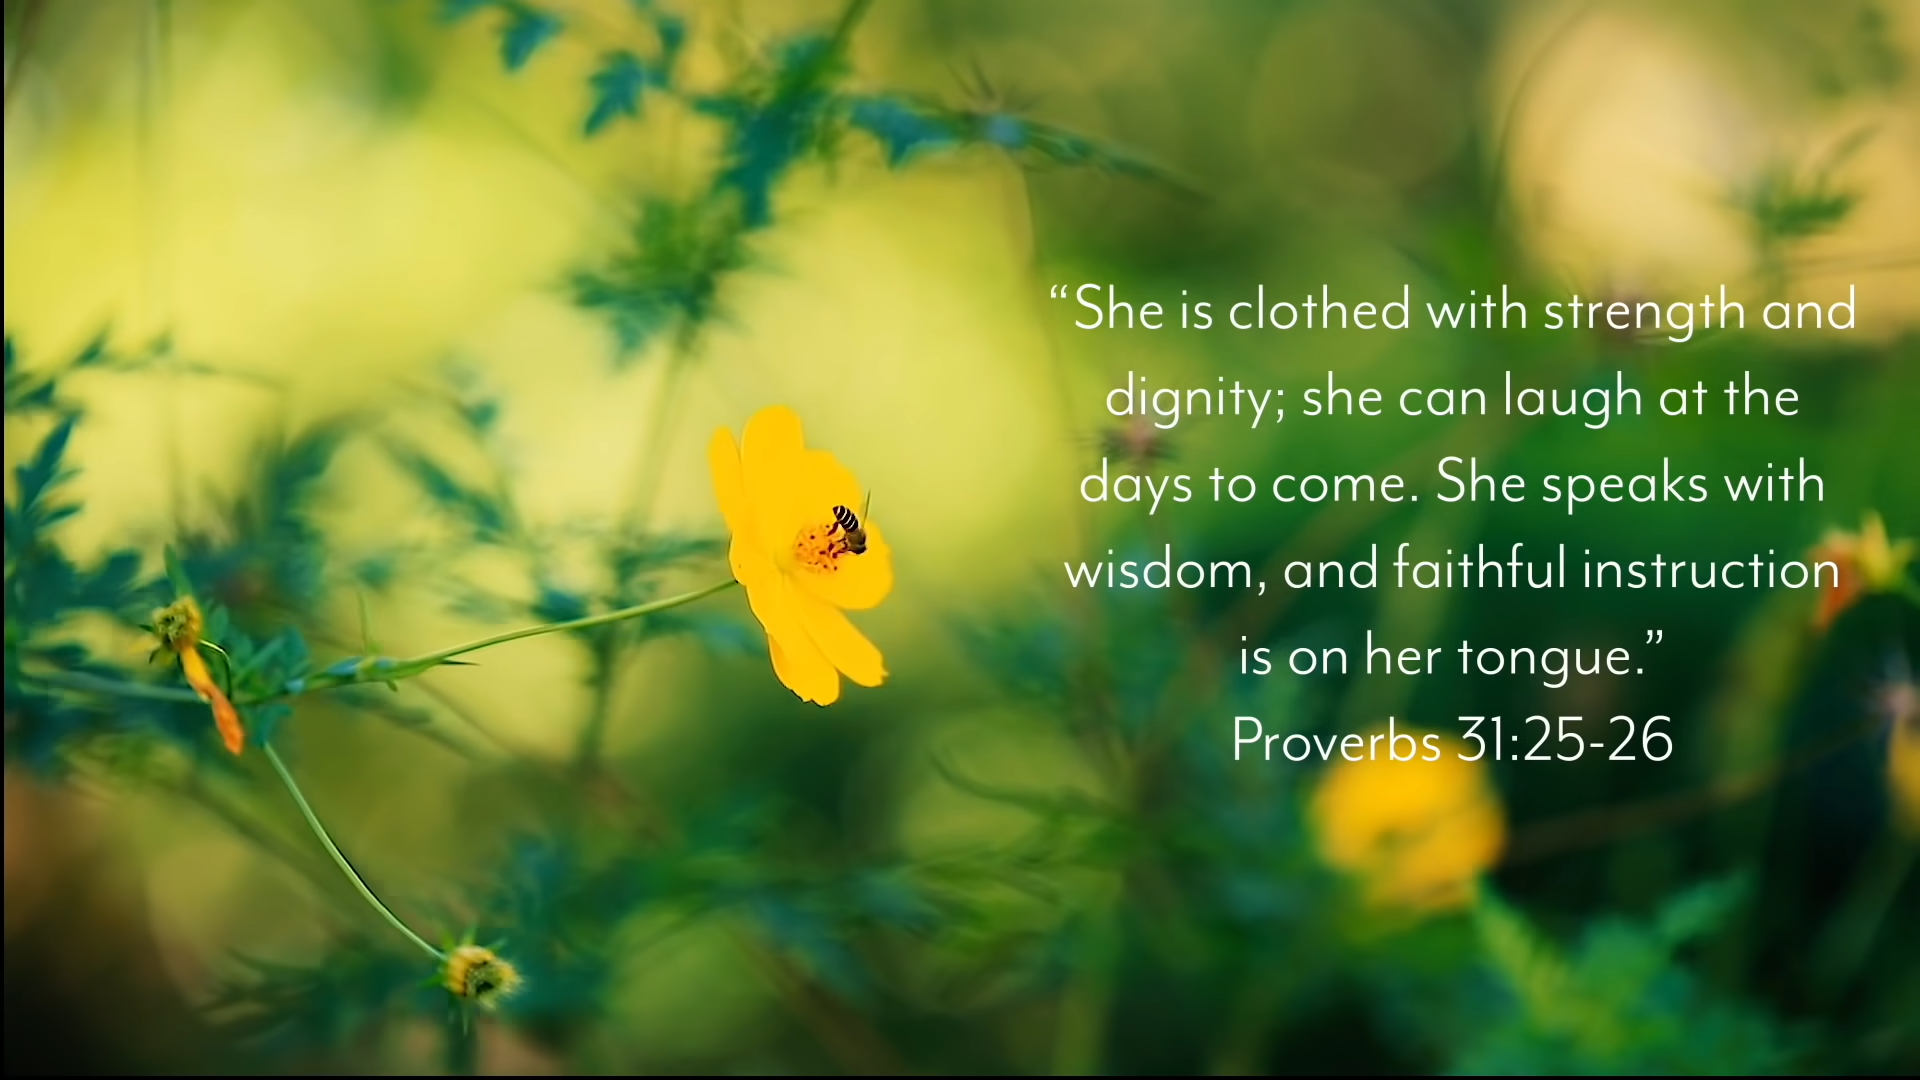 “She is clothed with strength and
dignity; she can laugh at the
days to come. She speaks with
wisdom, and faithful instruction
is on her tongue.”
Proverbs 31:25-26